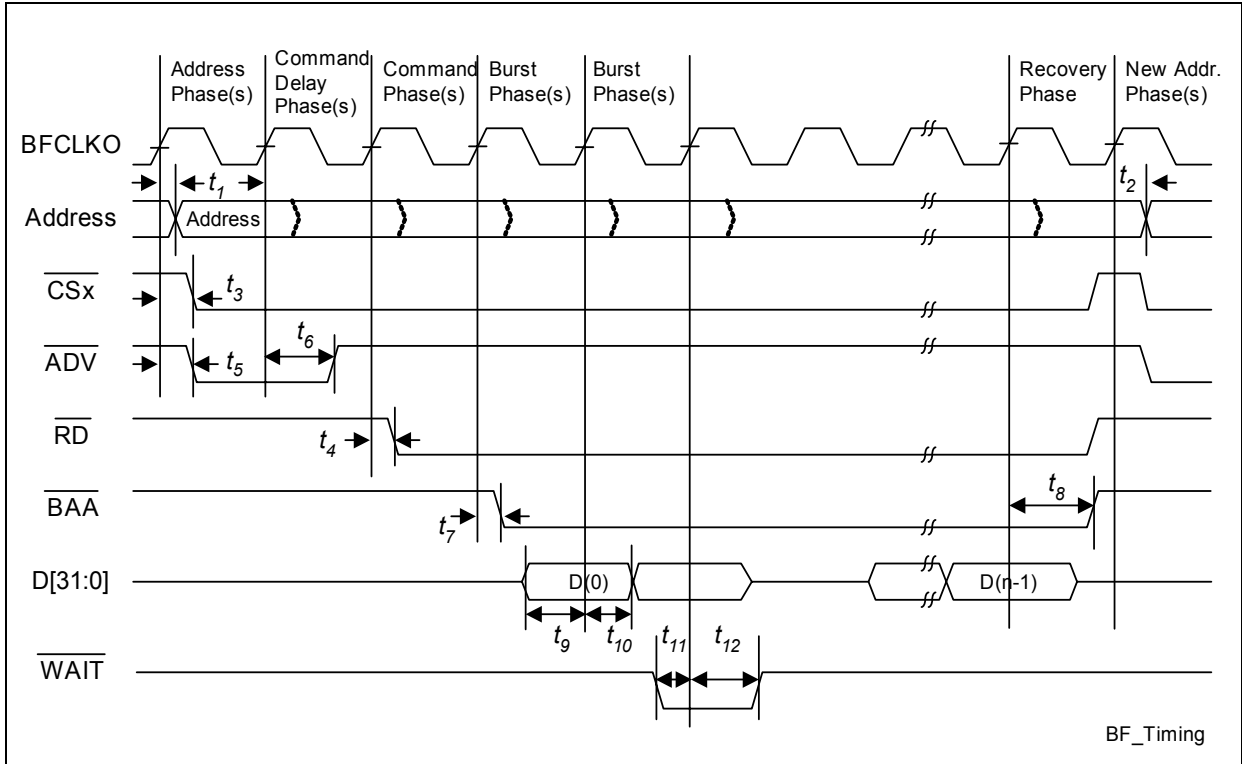 Address
Phase(s)
Command
Delay
Phase(s)
Command
Phase(s)
Burst
Phase(s)
Burst
Phase(s)
Recovery
Phase
New Addr.
Phase(s)
BFCLKO
t1
t2
Address
Address
CSx
t3
ADV
t5
t6
RD
t4
BAA
t7
t8
D[31:0]
D(0)
D(n-1)
t9
t10
t11
t12
WAIT
BF_Timing